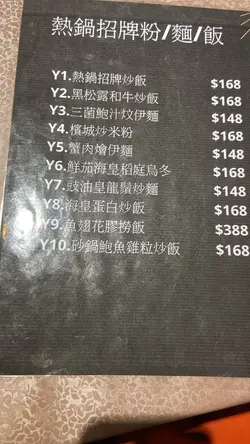 熱鍋招牌粉/麵/飯
Y1.熱鍋招牌炒飯 $168
Y2.黑松露和牛炒飯 $168
Y3.三菌鮑汁炆伊麵 $148
Y4.檳城炒米粉 $168
Y5.蟹肉燴伊麵 $148
Y6.鮮茄海皇稻庭烏冬 $168
Y7.豉油皇龍鬚炒麵 $148
Y8.海皇蛋白炒飯 $168
Y9.魚翅花膠撈飯 $388
Y10.砂鍋鮑魚雞粒炒飯 $168